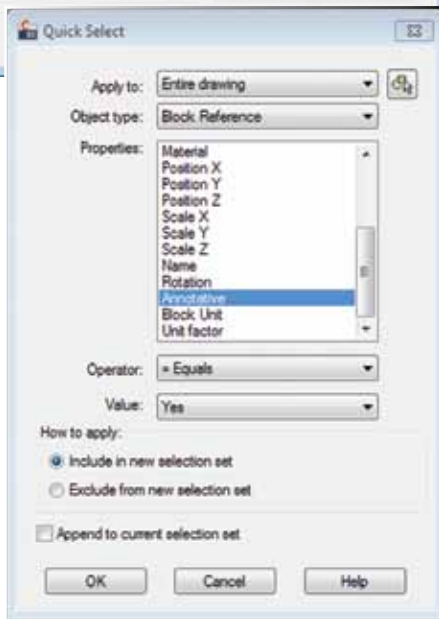 Quick Select
Apply to: Entire drawing
Object type: Block Reference
Properties: Material
Position X
Position Y
Position Z
Scale X
Scale Y
Scale Z
Name
Rotation
Annotative
Block Unit
Unit factor
Operator: = Equals
Value: Yes
How to apply:
Include in new selection set
Exclude from new selection set
Append to current selection set
OK Cancel Help